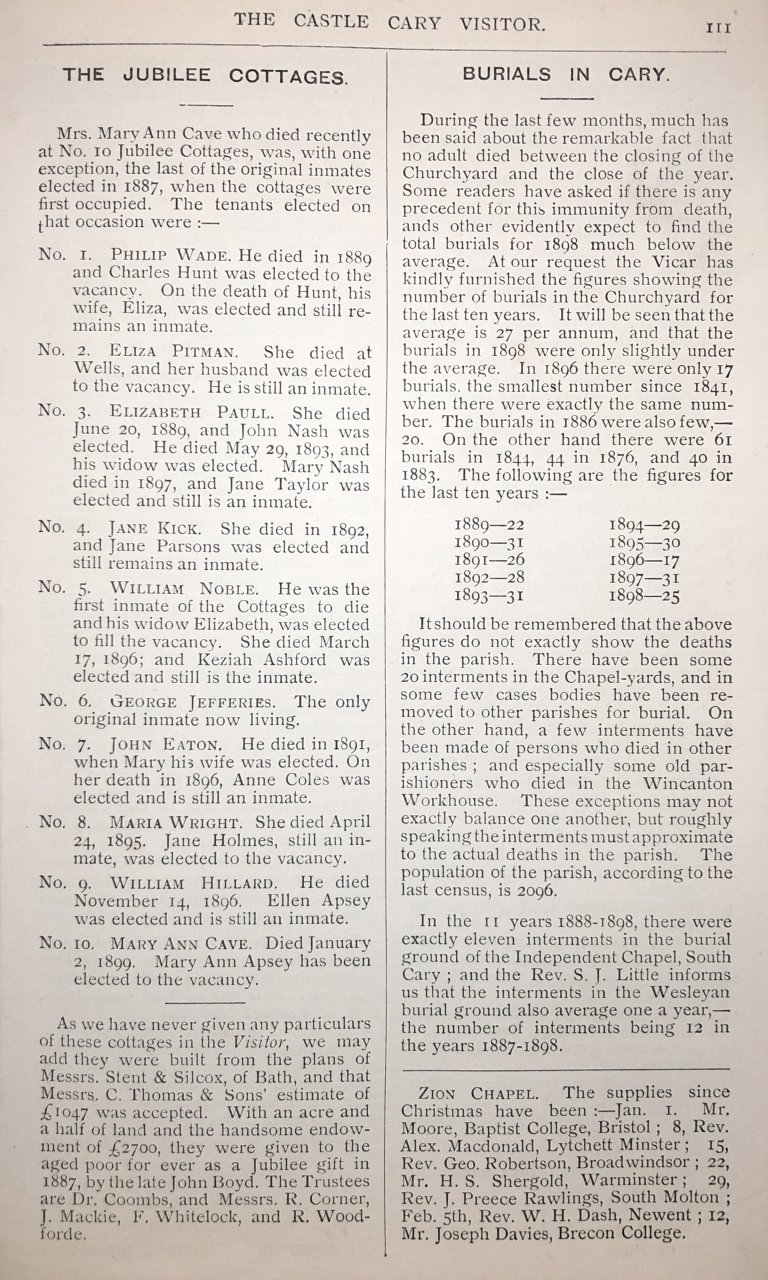 THE CASTLE CARY VISITOR. 111
THE JUBILEE COTTAGES.
Mrs. Mary Ann Cave who died recently
at No. 10 Jubilee Cottages, was, with one
exception, the last of the original inmates
elected in 1887, when the cottages were
first occupied. The tenants elected on
that occasion were :—
No. 1. PHILIP WADE. He died in 1889
and Charles Hunt was elected to the
vacancy. On the death of Hunt, his
wife, Eliza, was elected and still re-
mains an inmate.
No. 2. ELIZA PITMAN. She died at
Wells, and her husband was elected
to the vacancy. He is still an inmate.
No. 3. ELIZABETH PAULL. She died
June 20, 1889, and John Nash was
elected. He died May 29, 1893, and
his widow was elected. Mary Nash
died in 1897, and Jane Taylor was
elected and still is an inmate.
No. 4. JANE KICK. She died in 1892,
and Jane Parsons was elected and
still remains an inmate.
No. 5. WILLIAM NOBLE. He was the
first inmate of the Cottages to die
and his widow Elizabeth, was elected
to fill the vacancy. She died March
17, 1896; and Keziah Ashford was
elected and still is the inmate.
No. 6. GEORGE JEFFERIES. The only
original inmate now living.
No. 7. JOHN EATON. He died in 1891,
when Mary his wife was elected. On
her death in 1896, Anne Coles was
elected and is still an inmate.
No. 8. MARIA WRIGHT. She died April
24, 1895. Jane Holmes, still an in-
mate, was elected to the vacancy.
No. 9. WILLIAM HILLARD. He died
November 14, 1896. Ellen Apsey
was elected and is still an inmate.
No. 10. MARY ANN CAVE. Died January
2, 1899. Mary Ann Apsey has been
elected to the vacancy.
As we have never given any particulars
of these cottages in the Visitor, we may
add they were built from the plans of
Messrs. Stent & Silcox, of Bath, and that
Messrs. C. Thomas & Sons' estimate of
£1047 was accepted. With an acre and
a half of land and the handsome endow-
ment of £2700, they were given to the
aged poor for ever as a Jubilee gift in
1887, by the late John Boyd. The Trustees
are Dr. Coombs, and Messrs. R. Corner,
J. Mackie, F. Whitelock, and R. Wood-
forde.
BURIALS IN CARY.
During the last few months, much has
been said about the remarkable fact that
no adult died between the closing of the
Churchyard and the close of the year.
Some readers have asked if there is any
precedent for this immunity from death,
ands other evidently expect to find the
total burials for 1898 much below the
average. At our request the Vicar has
kindly furnished the figures showing the
number of burials in the Churchyard for
the last ten years. It will be seen that the
average is 27 per annum, and that the
burials in 1898 were only slightly under
the average. In 1896 there were only 17
burials. the smallest number since 1841,
when there were exactly the same num-
ber. The burials in 1886 were also few,—
20. On the other hand there were 61
burials in 1844, 44 in 1876, and 40 in
1883. The following are the figures for
the last ten years :—
1889—22 1894—29
1890—31 1895—30
1891—26 1896—17
1892—28 1897—31
1893—31 1898—25
It should be remembered that the above
figures do not exactly show the deaths
in the parish. There have been some
20 interments in the Chapel-yards, and in
some few cases bodies have been re-
moved to other parishes for burial. On
the other hand, a few interments have
been made of persons who died in other
parishes ; and especially some old par-
ishioners who died in the Wincanton
Workhouse. These exceptions may not
exactly balance one another, but roughly
speaking the interments must approximate
to the actual deaths in the parish. The
population of the parish, according to the
last census, is 2096.
In the 11 years 1888-1898, there were
exactly eleven interments in the burial
ground of the Independent Chapel, South
Cary ; and the Rev. S. J. Little informs
us that the interments in the Wesleyan
burial ground also average one a year,—
the number of interments being 12 in
the years 1887-1898.
ZION CHAPEL. The supplies since
Christmas have been :—Jan. 1. Mr.
Moore, Baptist College, Bristol ; 8, Rev.
Alex. Macdonald, Lytchett Minster ; 15,
Rev. Geo. Robertson, Broadwindsor ; 22,
Mr. H. S. Shergold, Warminster ; 29,
Rev. J. Preece Rawlings, South Molton ;
Feb. 5th, Rev. W. H. Dash, Newent ; 12,
Mr. Joseph Davies, Brecon College.